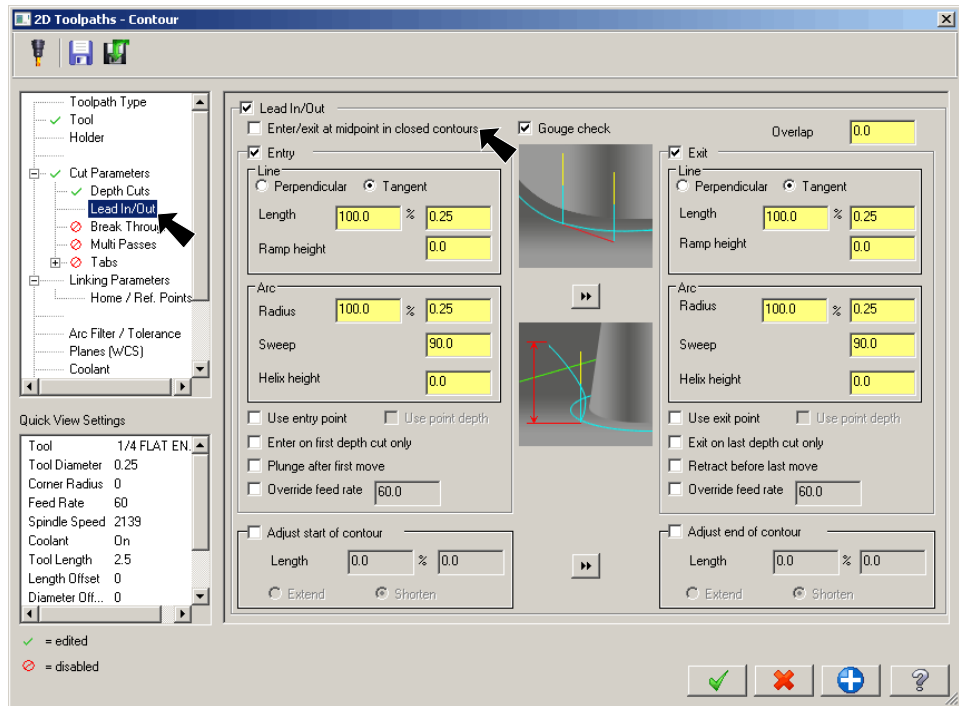 2D Toolpaths - Contour
Toolpath Type
Tool
Holder
Cut Parameters
Depth Cuts
Lead In/Out
Break Throug
Multi Passes
Tabs
Linking Parameters
Home / Ref. Points
Arc Filter / Tolerance
Planes (WCS)
Coolant
Quick View Settings
Tool 1/4 FLAT EN.
Tool Diameter 0.25
Corner Radius 0
Feed Rate 60
Spindle Speed 2139
Coolant On
Tool Length 2.5
Length Offset 0
Diameter Off... 0
= edited
= disabled
Lead In/Out
Enter/exit at midpoint in closed contours
Gouge check
Overlap 0.0
Entry
Line
Perpendicular Tangent
Length 100.0 % 0.25
Ramp height 0.0
Arc
Radius 100.0 % 0.25
Sweep 90.0
Helix height 0.0
Use entry point Use point depth
Enter on first depth cut only
Plunge after first move
Override feed rate 60.0
Adjust start of contour
Length 0.0 % 0.0
Extend Shorten
Exit
Line
Perpendicular Tangent
Length 100.0 % 0.25
Ramp height 0.0
Arc
Radius 100.0 % 0.25
Sweep 90.0
Helix height 0.0
Use exit point Use point depth
Exit on last depth cut only
Retract before last move
Override feed rate 60.0
Adjust end of contour
Length 0.0 % 0.0
Extend Shorten